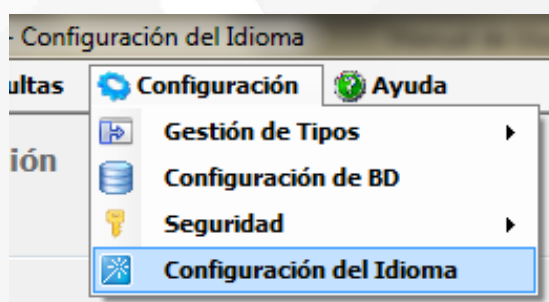 - Configuración del Idioma
ultas Configuración Ayuda
Gestión de Tipos
ión
Configuración de BD
Seguridad
Configuración del Idioma